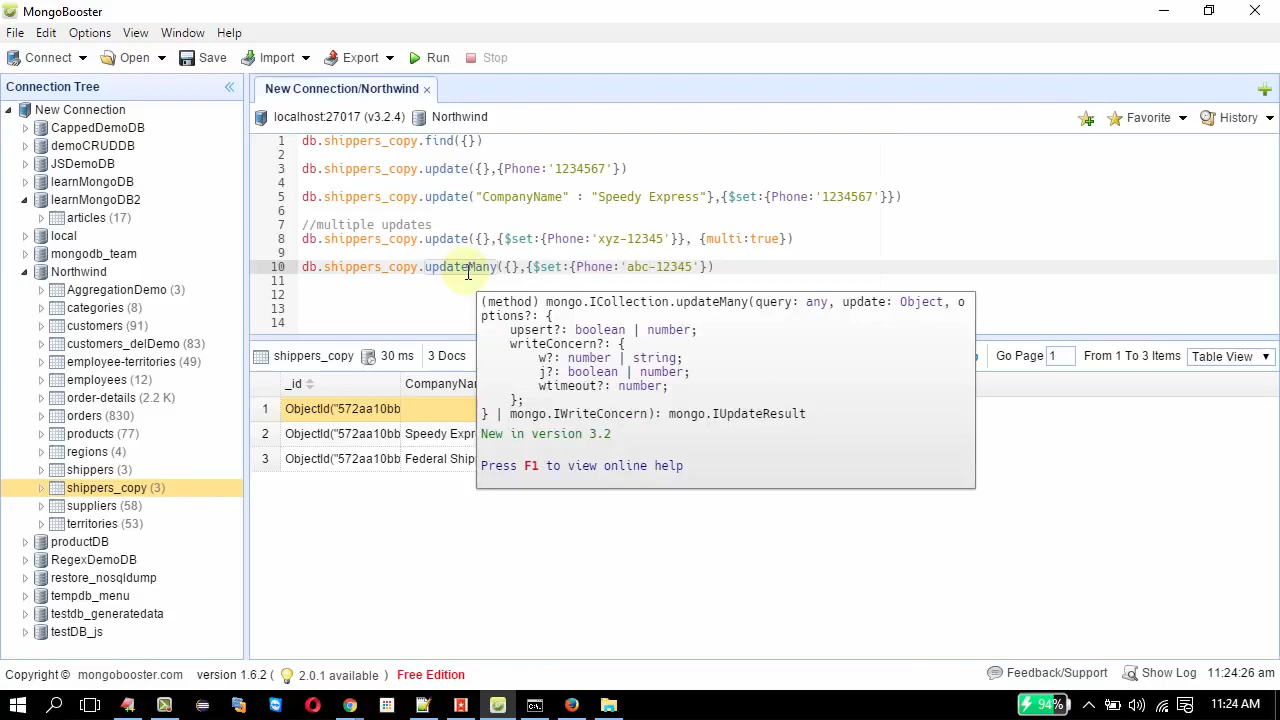 MongoBooster
File Edit Options View Window Help
Connect Open Save Import Export Run Stop
Connection Tree
New Connection
CappedDemoDB
demoCRUDDB
JSDemoDB
learnMongoDB
learnMongoDB2
articles (17)
local
mongodb_team
Northwind
AggregationDemo (3)
categories (8)
customers (91)
customers_delDemo (83)
employee-territories (49)
employees (12)
order-details (2.2 K)
orders (830)
products (77)
regions (4)
shippers (3)
shippers_copy (3)
suppliers (58)
territories (53)
productDB
RegexDemoDB
restore_nosqldump
tempdb_menu
testdb_generatedata
testDB_js
New Connection/Northwind ×
localhost:27017 (v3.2.4) Northwind
Favorite History
1 db.shippers_copy.find({})
2
3 db.shippers_copy.update({},{Phone:'1234567'})
4
5 db.shippers_copy.update("CompanyName" : "Speedy Express"},{$set:{Phone:'1234567'}})
6
7 //multiple updates
8 db.shippers_copy.update({},{$set:{Phone:'xyz-12345'}}, {multi:true})
9
10 db.shippers_copy.updateMany({},{$set:{Phone:'abc-12345'})
11
12
13
14
(method) mongo.ICollection.updateMany(query: any, update: Object, o
ptions?: {
upsert?: boolean | number;
writeConcern?: {
w?: number | string;
j?: boolean | number;
wtimeout?: number;
};
} | mongo.IWriteConcern): mongo.IUpdateResult
New in version 3.2
Press F1 to view online help
shippers_copy 30 ms 3 Docs
Go Page 1 From 1 To 3 Items Table View
_id CompanyNan
1 ObjectId("572aa10bb
2 ObjectId("572aa10bb Speedy Expr
3 ObjectId("572aa10bb Federal Ship
Copyright © mongobooster.com version 1.6.2 ( 2.0.1 available ) Free Edition
Feedback/Support Show Log 11:24:26 am
94% 11:24 AM